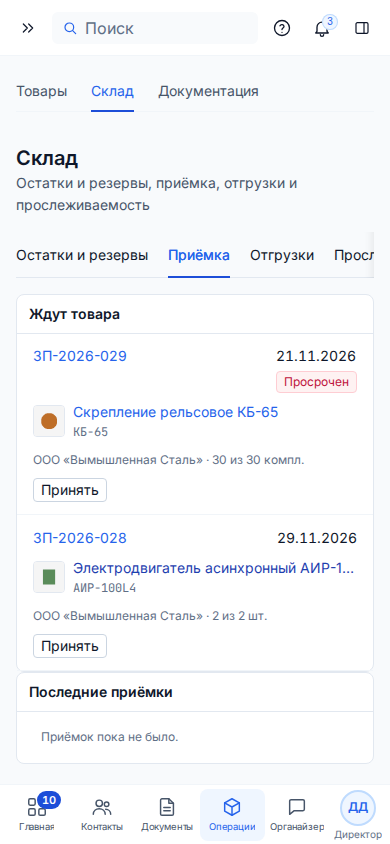 Поиск
3
Товары Склад Документация
Склад
Остатки и резервы, приёмка, отгрузки и
прослеживаемость
Остатки и резервы Приёмка Отгрузки Просл
Ждут товара
ЗП-2026-029 21.11.2026
Просрочен
Скрепление рельсовое КБ-65
КБ-65
ООО «Вымышленная Сталь» · 30 из 30 компл.
Принять
ЗП-2026-028 29.11.2026
Электродвигатель асинхронный АИР-1...
АИР-100L4
ООО «Вымышленная Сталь» · 2 из 2 шт.
Принять
Последние приёмки
Приёмок пока не было.
10 ДД
Главная Контакты Документы Операции Органайзер Директор